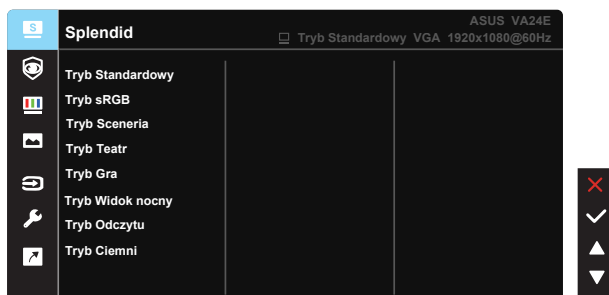 S
Splendid
ASUS VA24E
Tryb Standardowy VGA 1920x1080@60Hz
Tryb Standardowy
Tryb sRGB
Tryb Sceneria
Tryb Teatr
Tryb Gra
Tryb Widok nocny
Tryb Odczytu
Tryb Ciemni